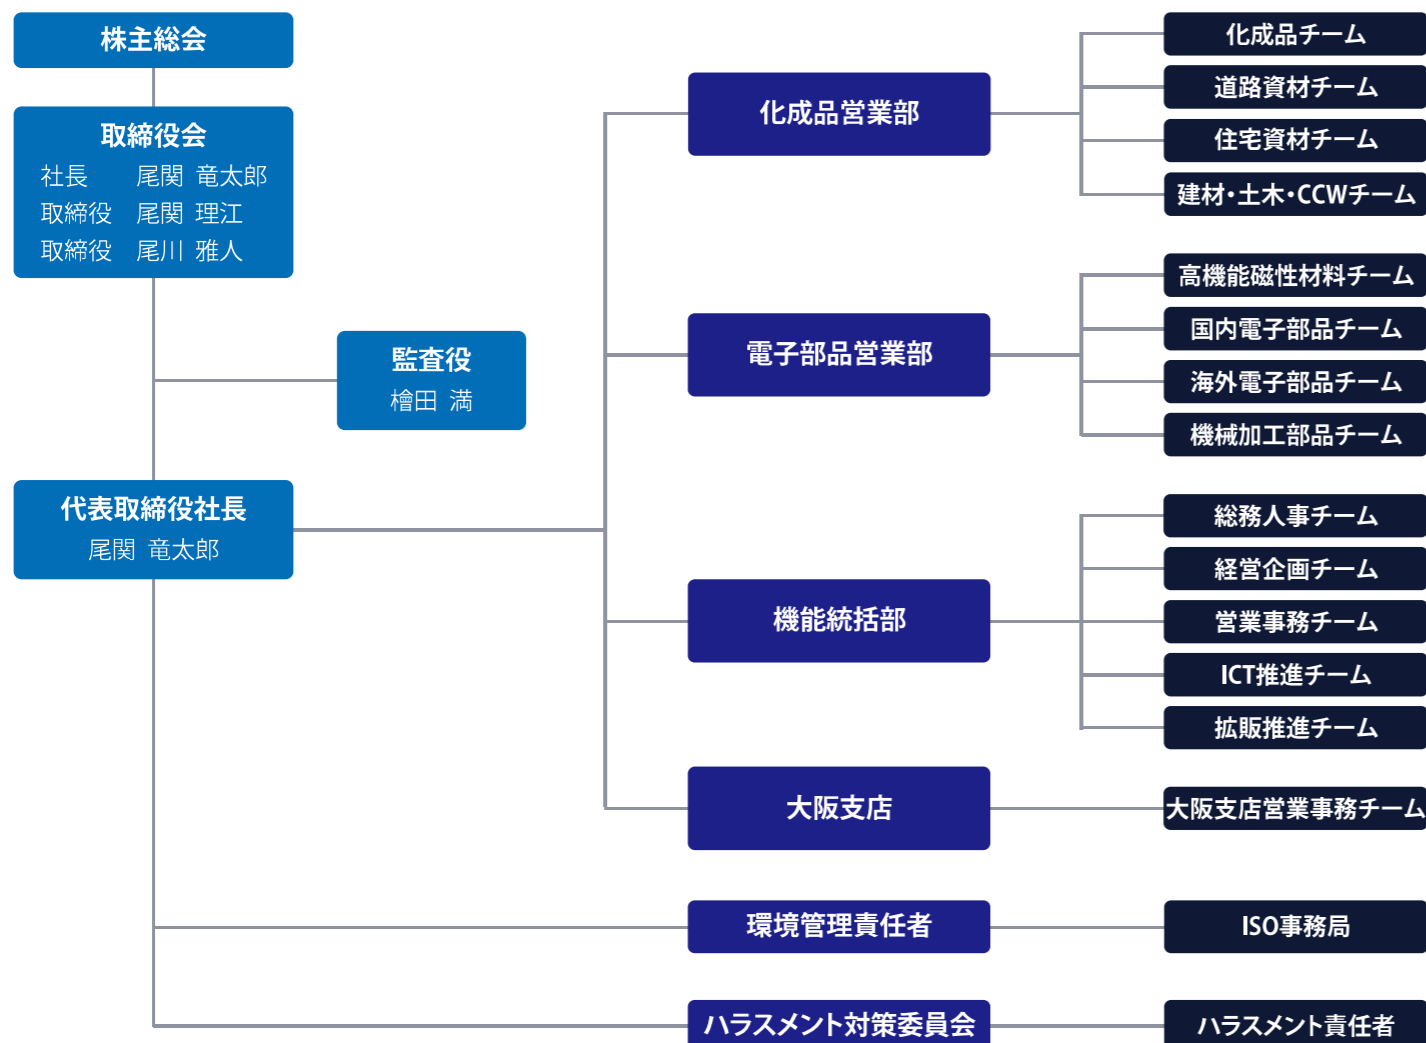 株主総会
取締役会
社長 尾関 竜太郎
取締役 尾関 理江
取締役 尾川 雅人
監査役
檜田 満
代表取締役社長
尾関 竜太郎
化成品営業部
化成品チーム
道路資材チーム
住宅資材チーム
建材・土木・CCWチーム
電子部品営業部
高機能磁性材料チーム
国内電子部品チーム
海外電子部品チーム
機械加工部品チーム
機能統括部
総務人事チーム
経営企画チーム
営業事務チーム
ICT推進チーム
拡販推進チーム
大阪支店
大阪支店営業事務チーム
環境管理責任者
ISO事務局
ハラスメント対策委員会
ハラスメント責任者